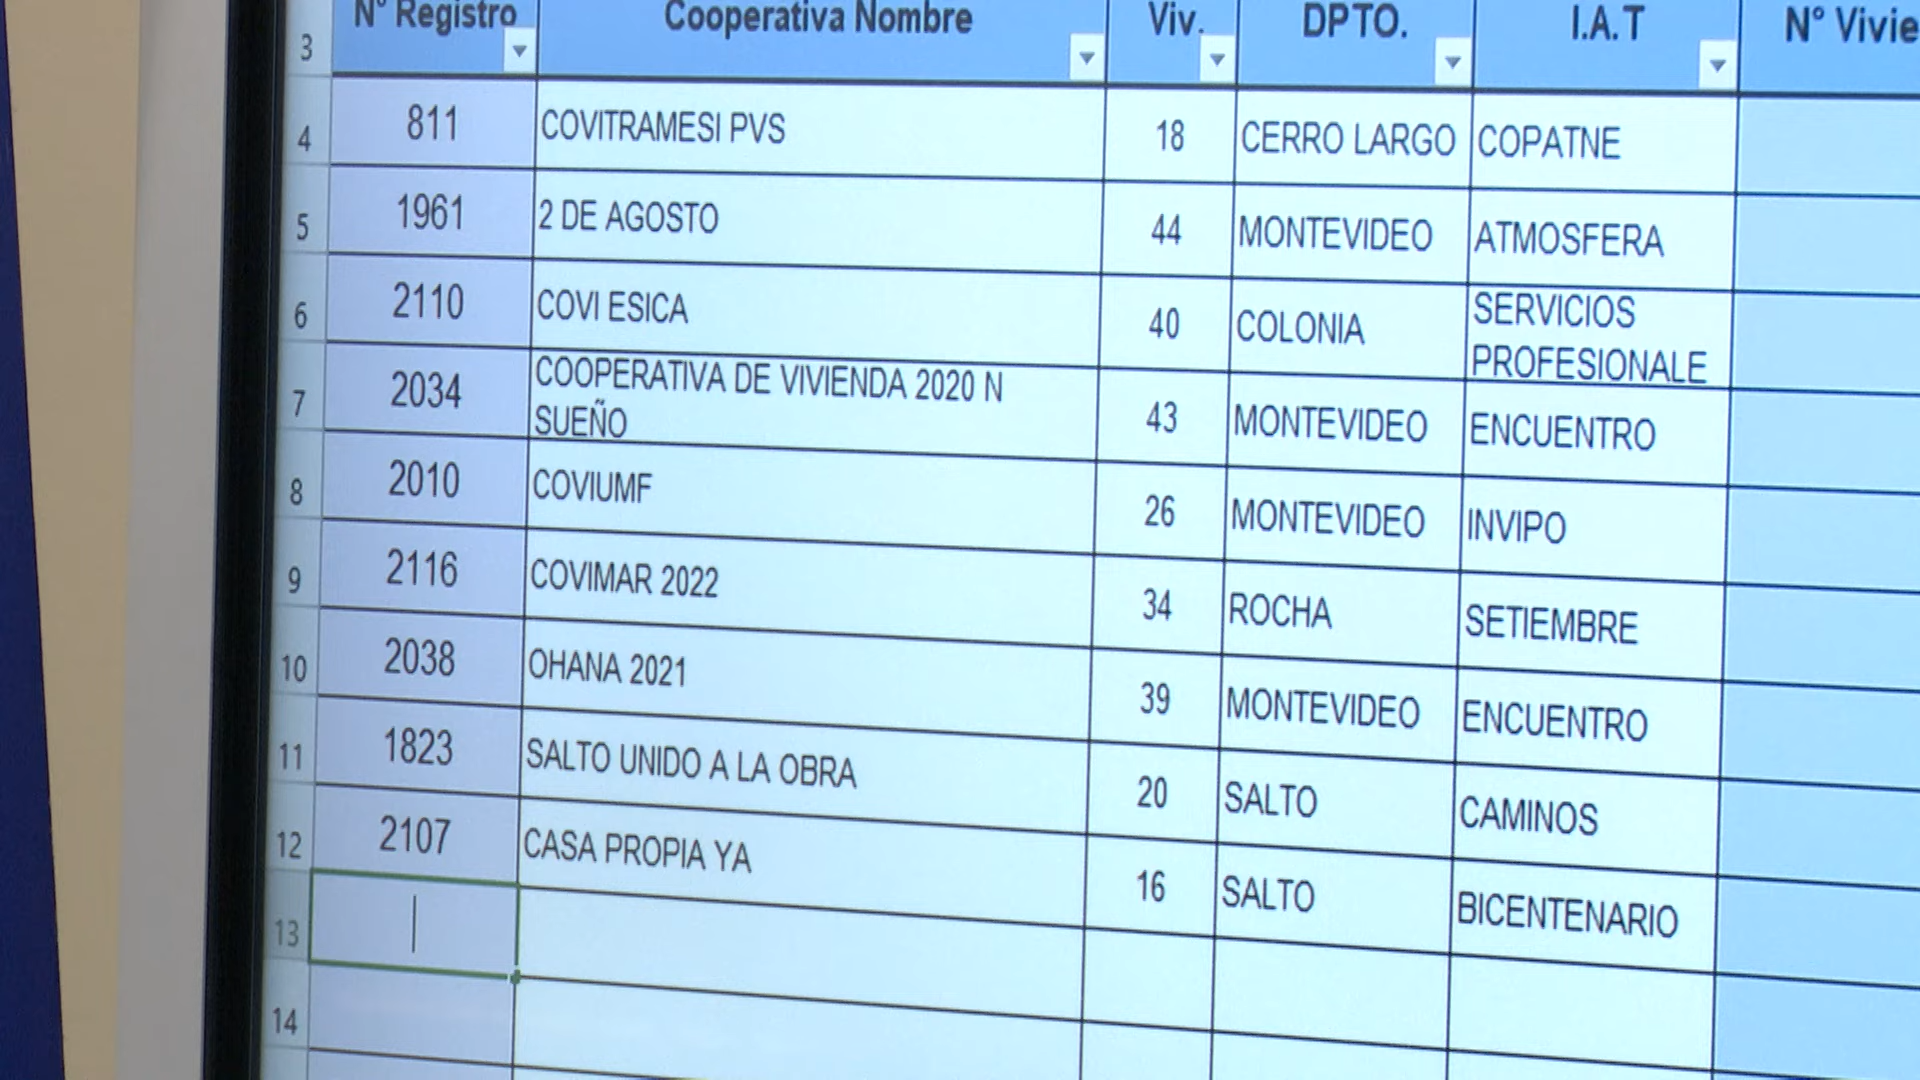 3 N° Registro Cooperativa Nombre Viv. DPTO. I.A.T N° Vivie
4 811 COVITRAMESI PVS 18 CERRO LARGO COPATNE
5 1961 2 DE AGOSTO 44 MONTEVIDEO ATMOSFERA
6 2110 COVI ESICA 40 COLONIA SERVICIOS
PROFESIONALE
7 2034 COOPERATIVA DE VIVIENDA 2020 N
SUEÑO 43 MONTEVIDEO ENCUENTRO
8 2010 COVIUMF 26 MONTEVIDEO INVIPO
9 2116 COVIMAR 2022 34 ROCHA SETIEMBRE
10 2038 OHANA 2021 39 MONTEVIDEO ENCUENTRO
11 1823 SALTO UNIDO A LA OBRA 20 SALTO CAMINOS
12 2107 CASA PROPIA YA 16 SALTO BICENTENARIO
13
14